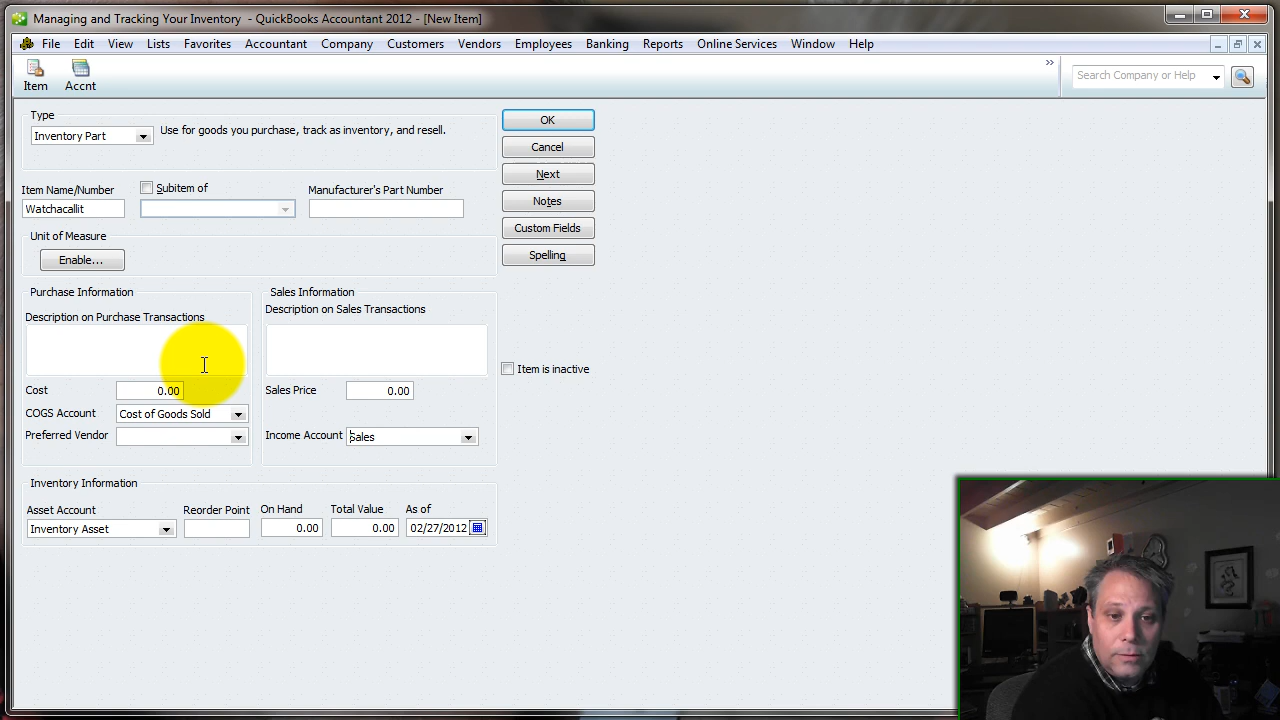 Managing and Tracking Your Inventory - QuickBooks Accountant 2012 - [New Item]
File Edit View Lists Favorites Accountant Company Customers Vendors Employees Banking Reports Online Services Window Help
Item Accnt
» Search Company or Help
Type
Inventory Part Use for goods you purchase, track as inventory, and resell.
OK
Cancel
Next
Notes
Custom Fields
Spelling
Item Name/Number Subitem of Manufacturer's Part Number
Watchacallit
Unit of Measure
Enable...
Purchase Information
Description on Purchase Transactions
Cost 0.00
COGS Account Cost of Goods Sold
Preferred Vendor
Sales Information
Description on Sales Transactions
Sales Price 0.00
Income Account Sales
Item is inactive
Inventory Information
Asset Account Reorder Point On Hand Total Value As of
Inventory Asset 0.00 0.00 02/27/2012